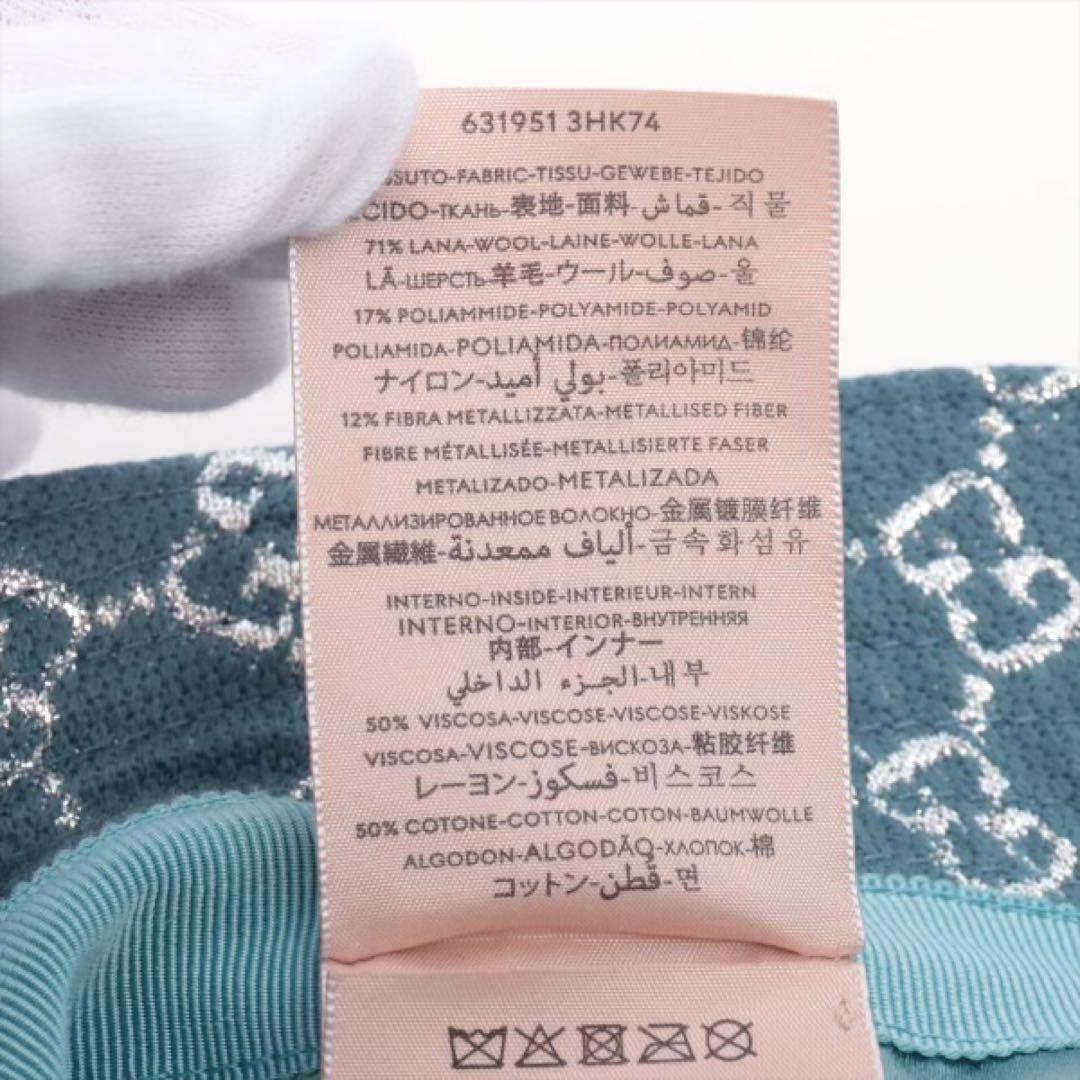 631951 3HK74
SSUTO-FABRIC-TISSU-GEWEBE-TEJIDO
CIDO-ТКАНЬ-表地-面料-قماش-직물
71% LANA-WOOL-LAINE-WOLLE-LANA
LÃ-ШЕРСТЬ-羊毛-ウール-صوف-울
17% POLIAMMIDE-POLYAMIDE-POLYAMID
POLIAMIDA-POLIAMIDA-ПОЛИАМИД-锦纶
ナイロン-بولي أميد-폴리아미드
12% FIBRA METALLIZZATA-METALLISED FIBER
FIBRE MÉTALLISÉE-METALLISIERTE FASER
METALIZADO-METALIZADA
МЕТАЛЛИЗИРОВАННОЕ ВОЛОКНО-金属镀膜纤维
金属繊維-ألياف ممعدنة-금속화섬유
INTERNO-INSIDE-INTERIEUR-INTERN
INTERNO-INTERIOR-ВНУТРЕННЯЯ
内部-インナー
الجزء الداخلي-내부
50% VISCOSA-VISCOSE-VISCOSE-VISKOSE
VISCOSA-VISCOSE-ВИСКОЗА-粘胶纤维
レーヨン-فسكوز-비스코스
50% COTONE-COTTON-COTON-BAUMWOLLE
ALGODON-ALGODÃO-ХЛОПОК-棉
コットン-قطن-면